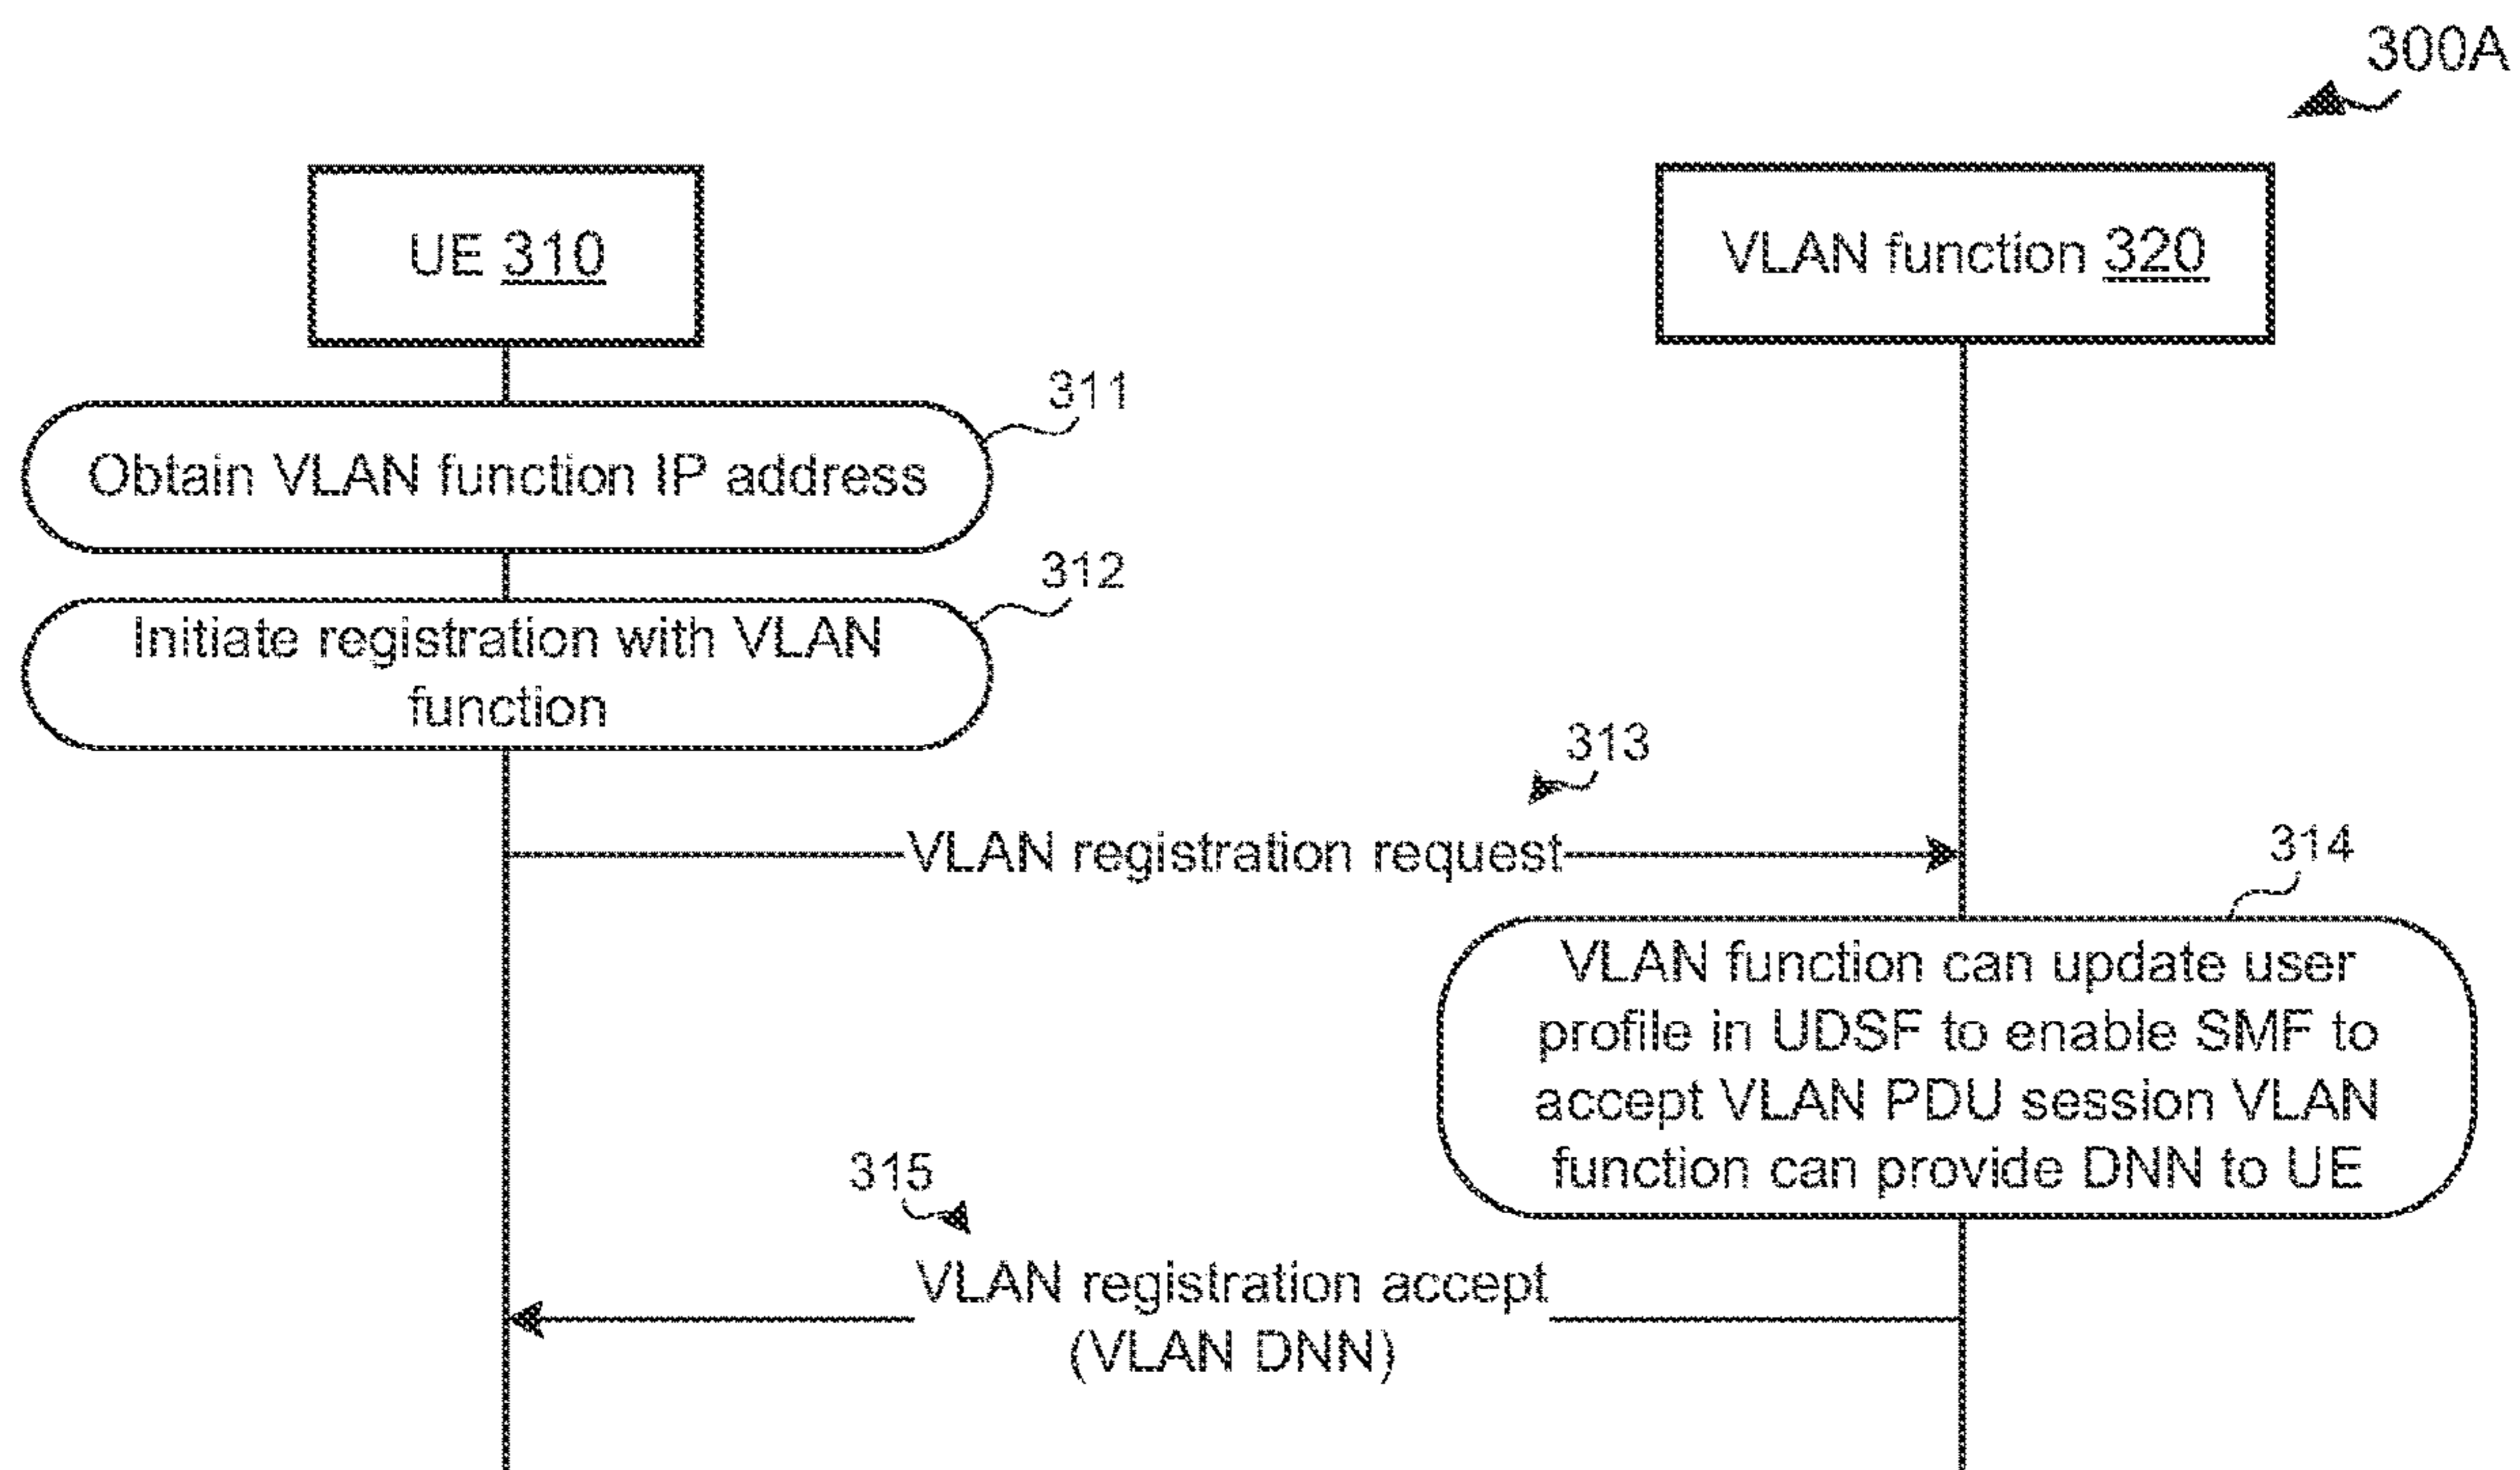 300A
UE 310
VLAN function 320
311
Obtain VLAN function IP address
312
Initiate registration with VLAN
function
313
VLAN registration request
314
VLAN function can update user
profile in UDSF to enable SMF to
accept VLAN PDU session VLAN
function can provide DNN to UE
315
VLAN registration accept
(VLAN DNN)